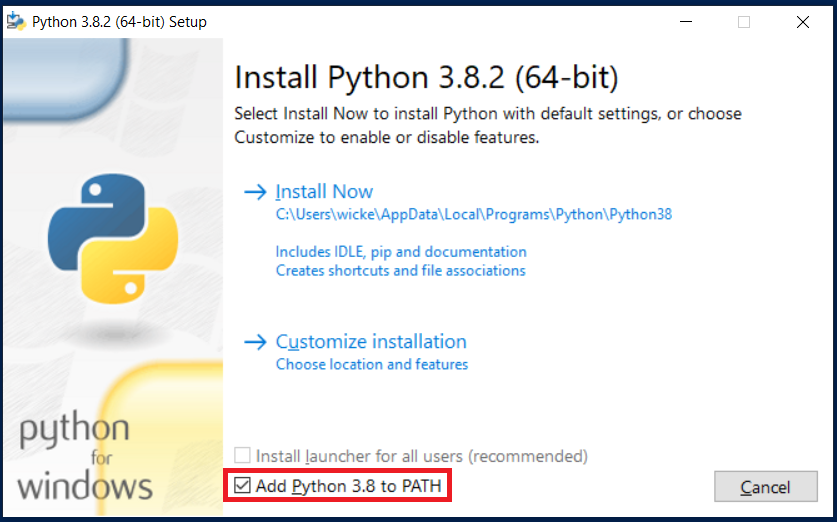 Python 3.8.2 (64-bit) Setup
Install Python 3.8.2 (64-bit)
Select Install Now to install Python with default settings, or choose
Customize to enable or disable features.
Install Now
C:\Users\wicke\AppData\Local\Programs\Python\Python38
Includes IDLE, pip and documentation
Creates shortcuts and file associations
Customize installation
Choose location and features
python
for
windows
Install launcher for all users (recommended)
Add Python 3.8 to PATH
Cancel